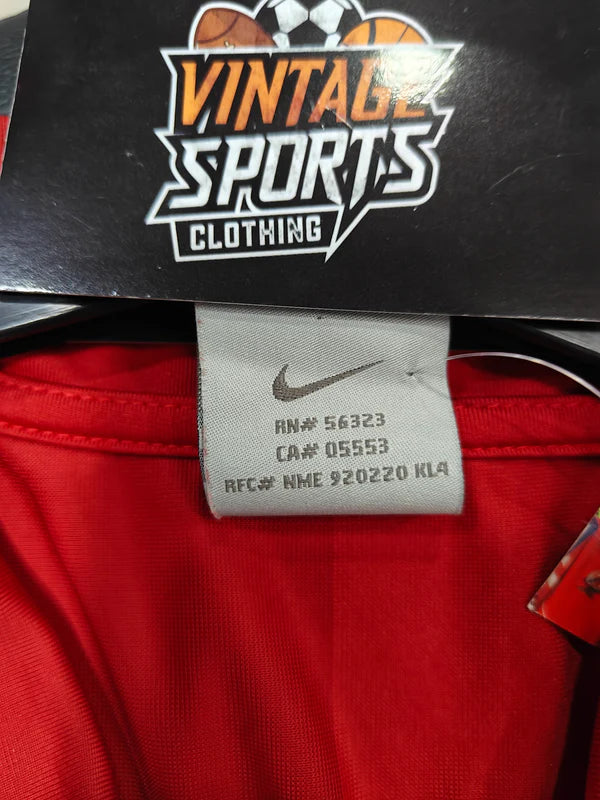 VINTAGE
SPORTS
CLOTHING
RN# 56323
CA# 05553
RFC# NME 920220 KL4